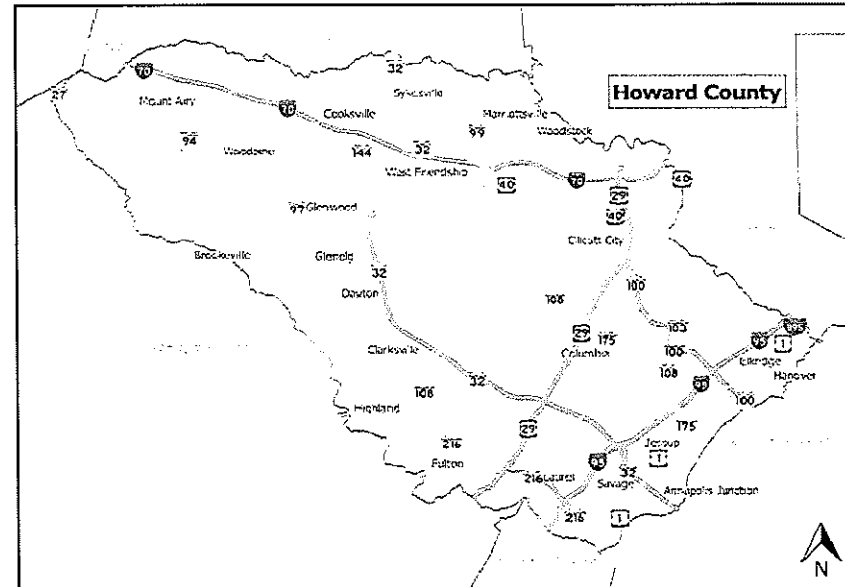 32
70
27
Sykesville
Howard County
Mount Airy
70
Cooksville
Marriottsville
99
Woodstock
94
Woodbine
144
32
West Friendship
40
70
29
40
40
97
Glenwood
Ellicott City
Brookeville
Glenelg
32
Dayton
100
108
29
175
100
95
1
Columbia
Clarksville
100
Elkridge
108
Hanover
32
108
95
100
Highland
29
175
216
Jessup
1
Fulton
95
32
216
Laurel
Savage
Annapolis Junction
216
1
N